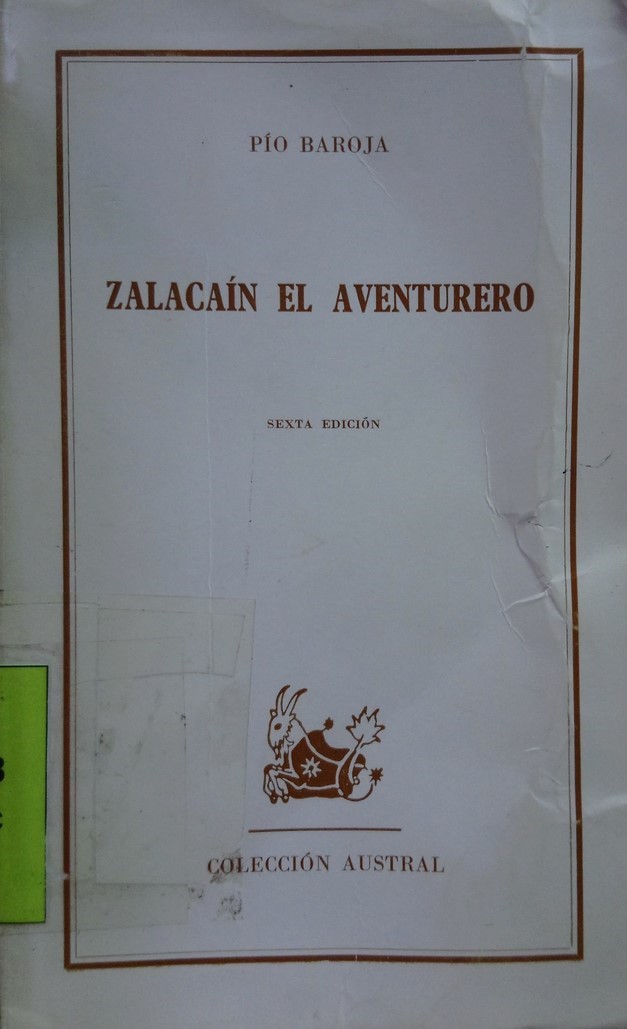 PÍO BAROJA
ZALACAÍN EL AVENTURERO
SEXTA EDICIÓN
COLECCIÓN AUSTRAL